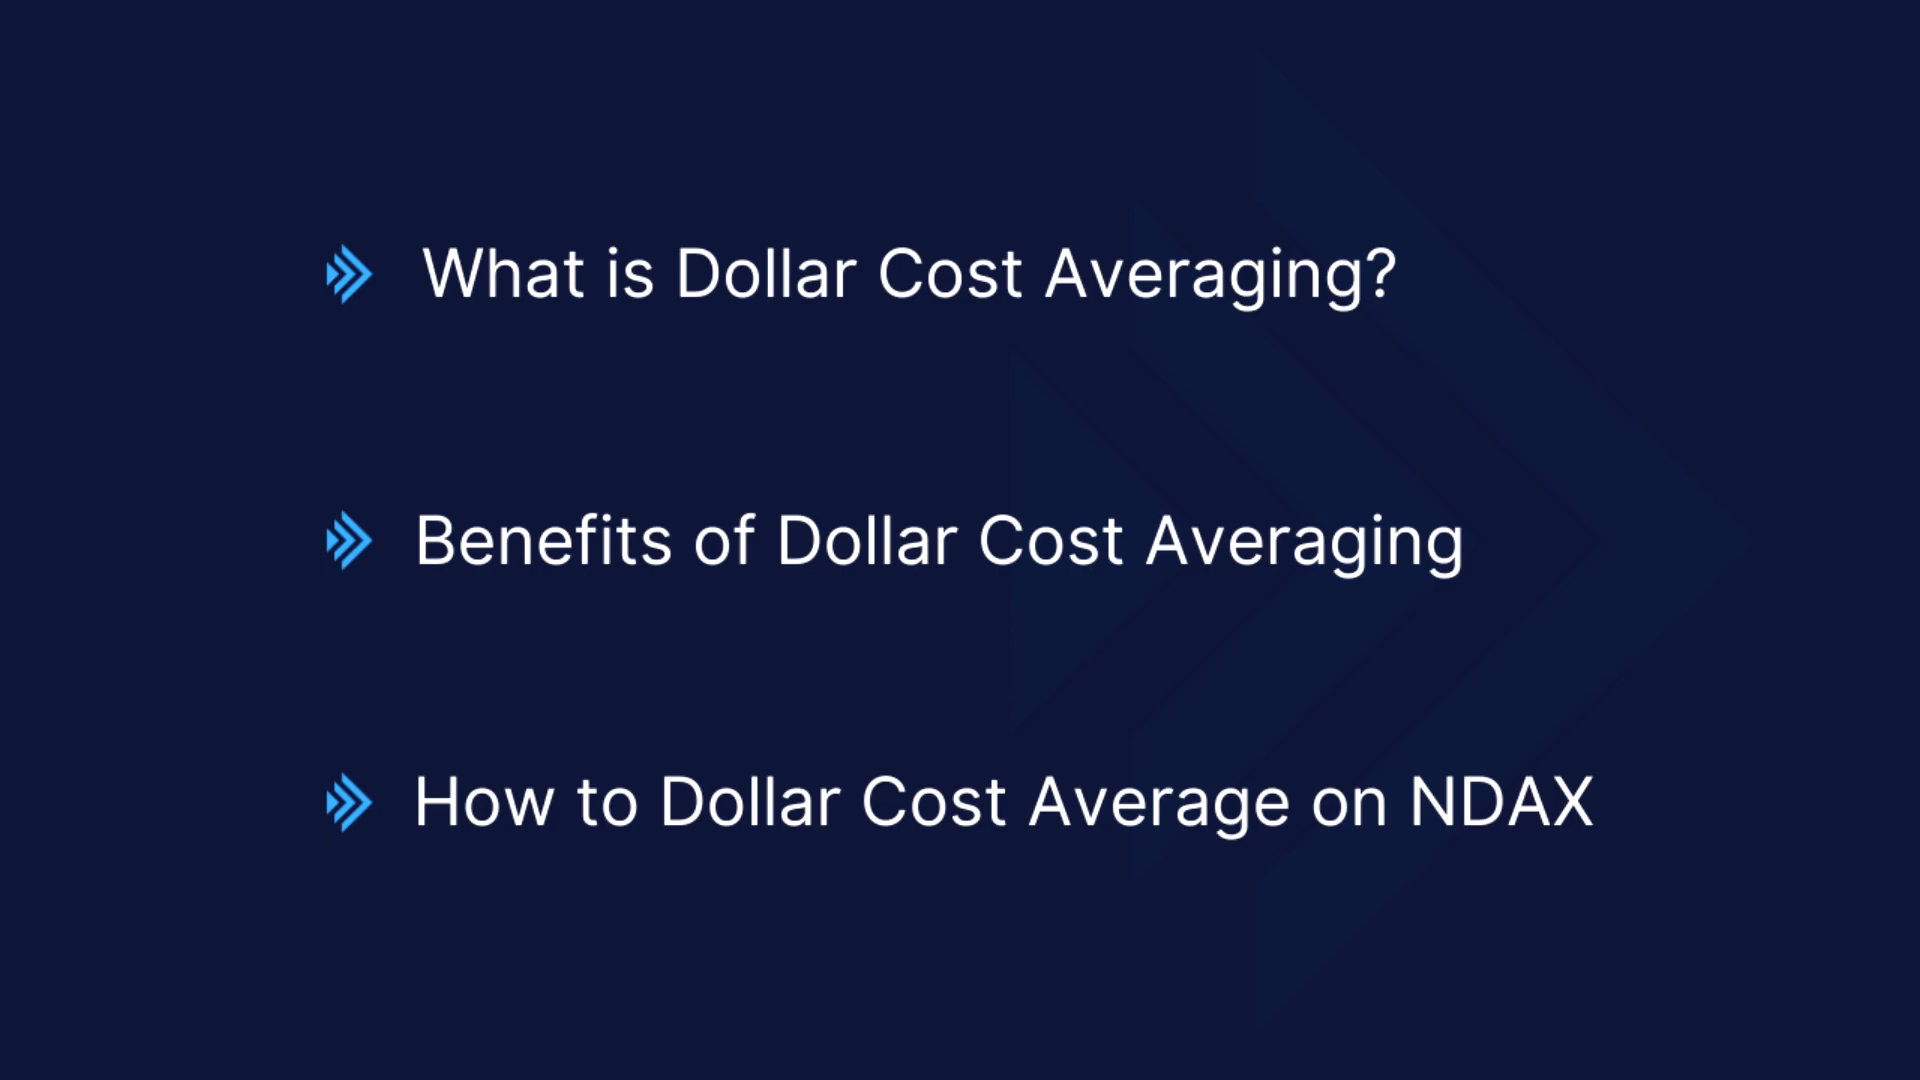 What is Dollar Cost Averaging?
Benefits of Dollar Cost Averaging
How to Dollar Cost Average on NDAX